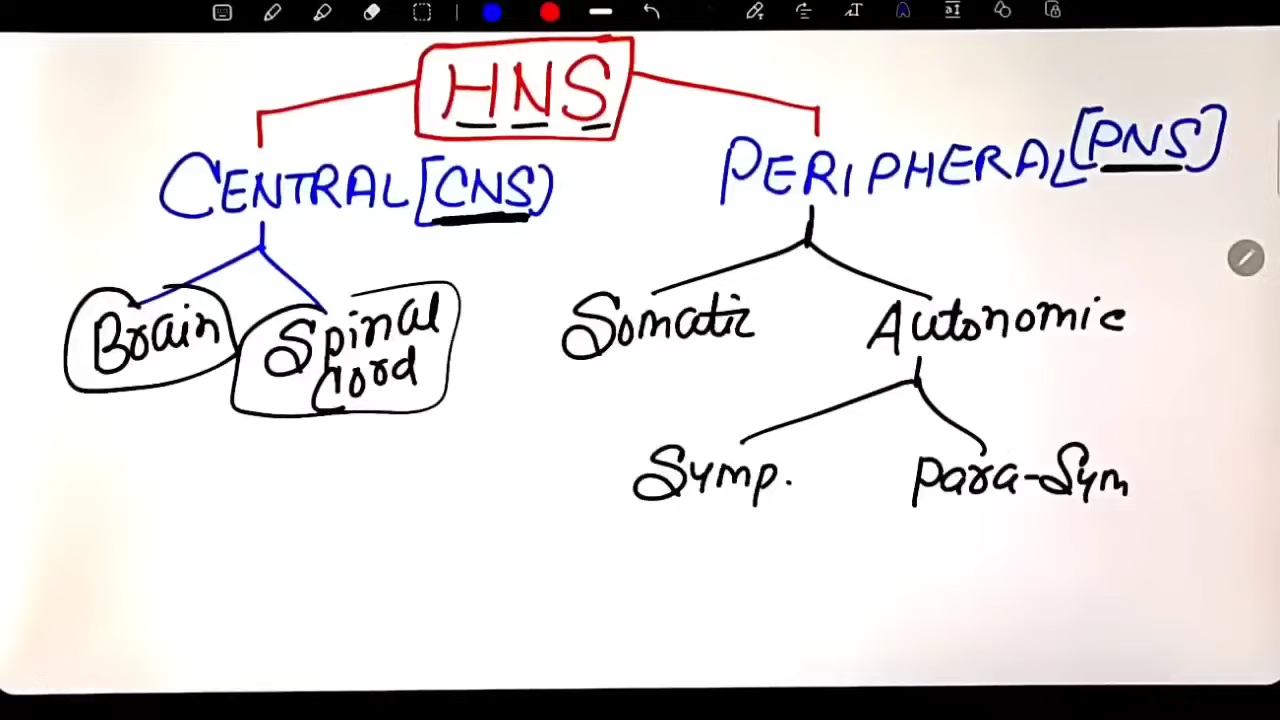 HNS
CENTRAL [CNS)
PERIPHERAL [PNS]
Brain
Spinal
Cord
Somatic
Autonomic
Symp.
Para-Sym